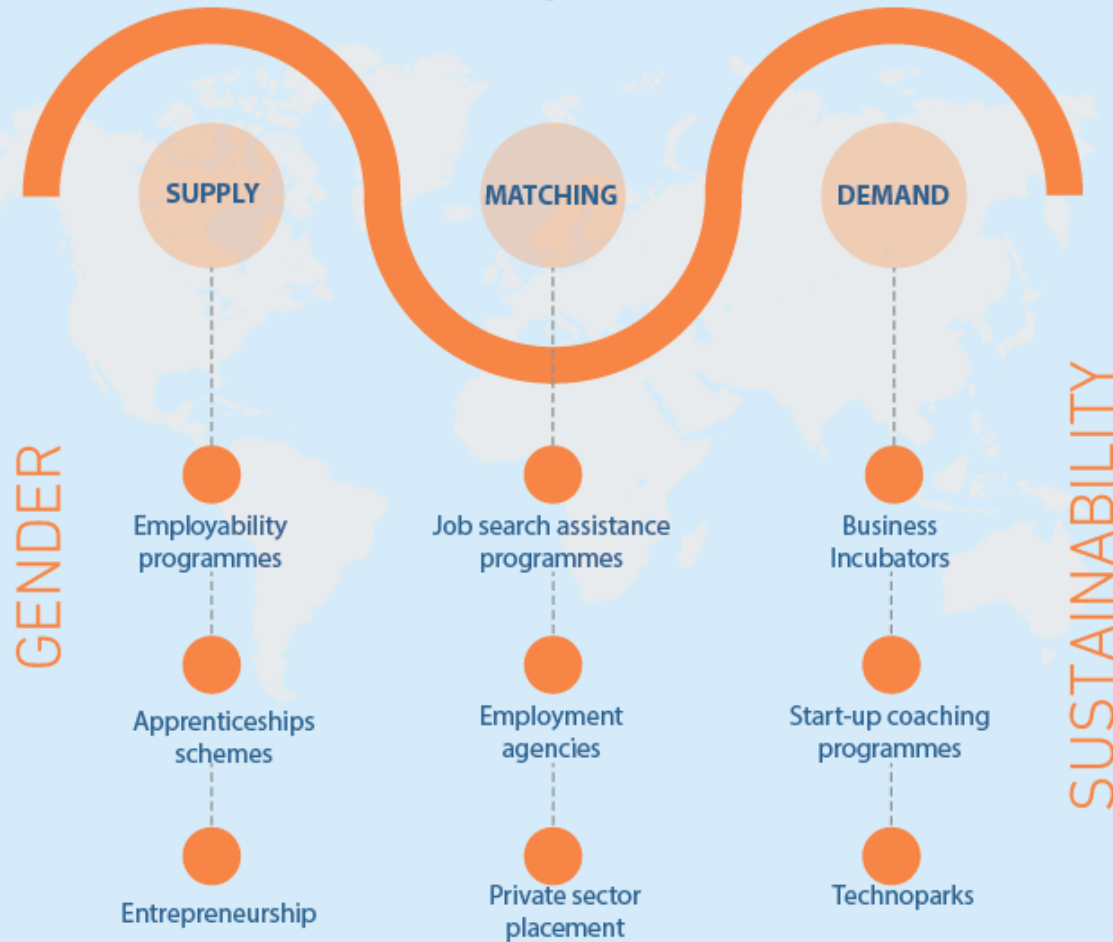 SUPPLY
MATCHING
DEMAND
GENDER
SUSTAINABILITY
Employability
programmes
Job search assistance
programmes
Business
Incubators
Apprenticeships
schemes
Employment
agencies
Start-up coaching
programmes
Entrepreneurship
Private sector
placement
Technoparks